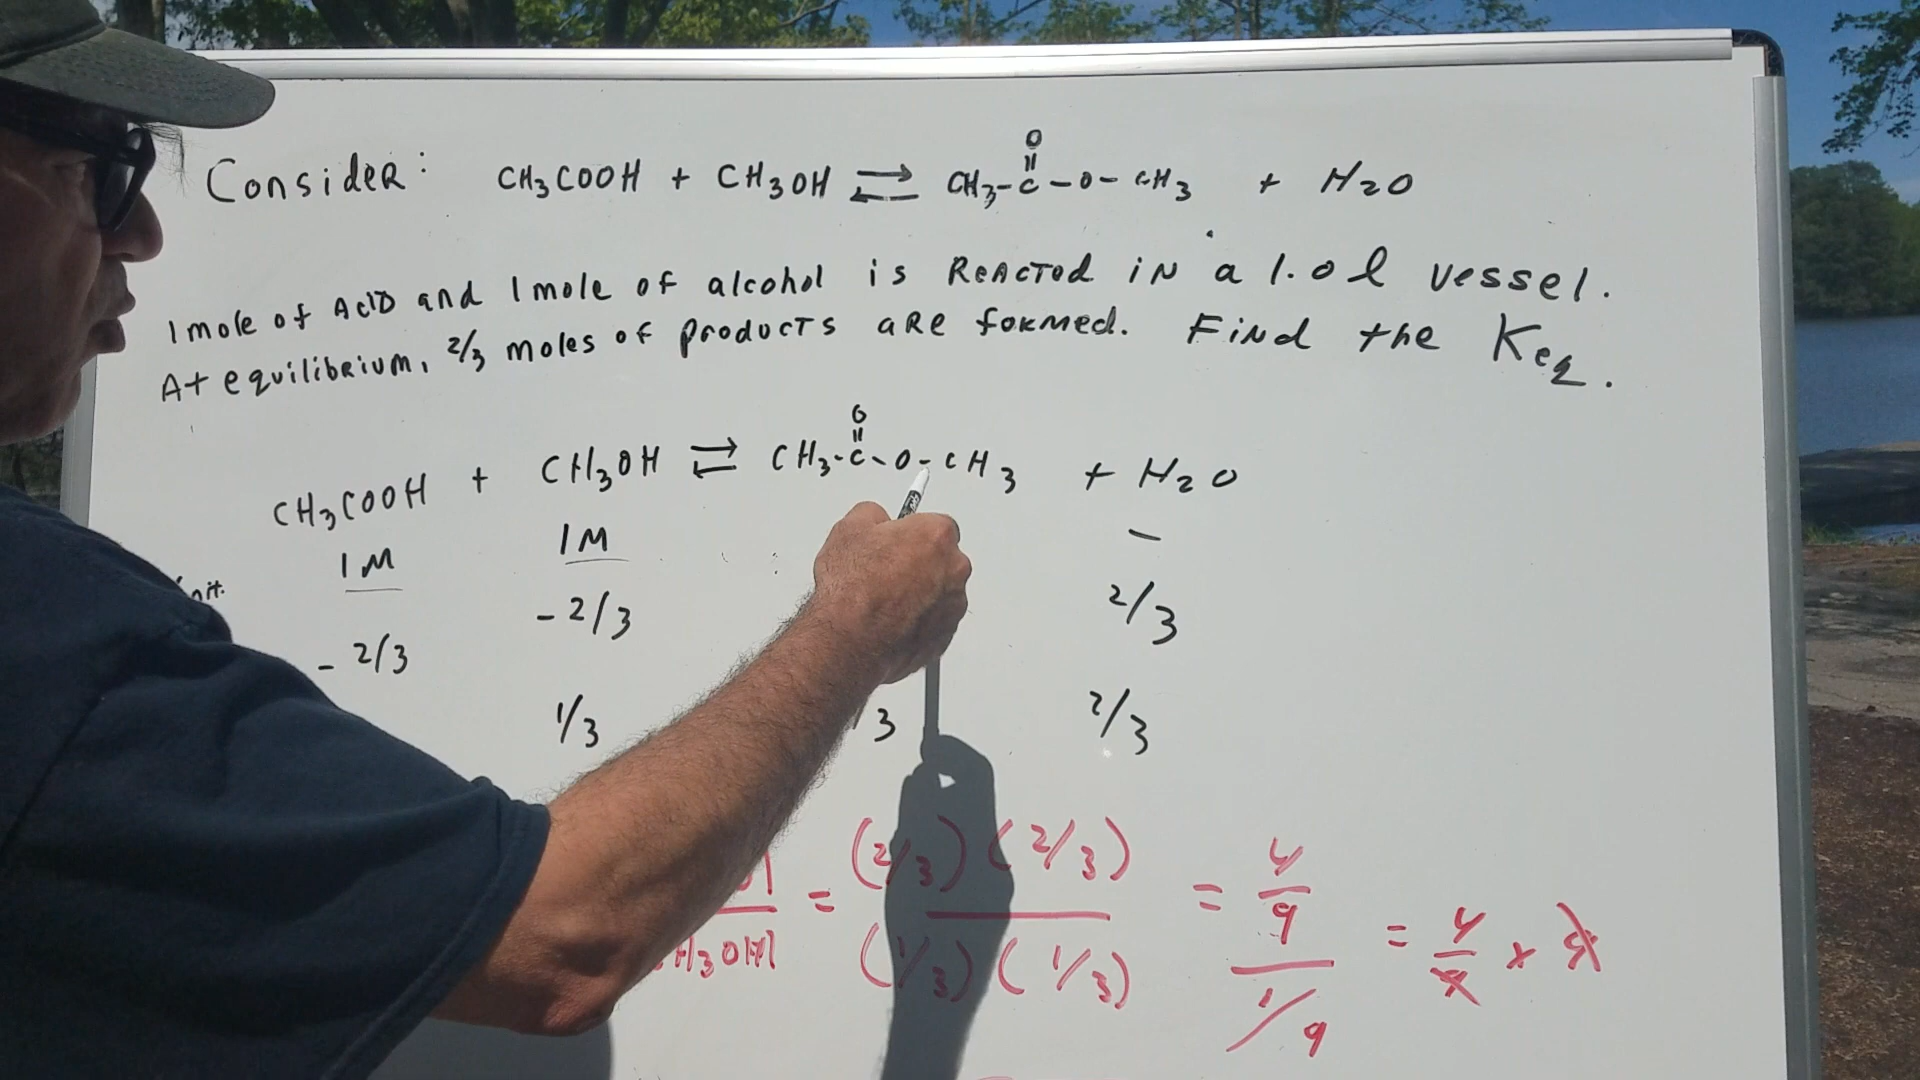 Consider: CH3COOH + CH3OH ⇌ CH3-C-O-CH3 + H2O
O
||
1 mole of Acid and 1 mole of alcohol is Reacted in a 1.0 l vessel.
At equilibrium, 2/3 moles of products are formed. Find the Keq.
O
||
CH3COOH + CH3OH ⇌ CH3-C-O-CH3 + H2O
1M 1M -
-2/3 -2/3 2/3
1/3 /3 2/3
= (2/3)(2/3) = 4/9 = 4/9 x 9
H3OH] (1/3)(1/3) 1/9